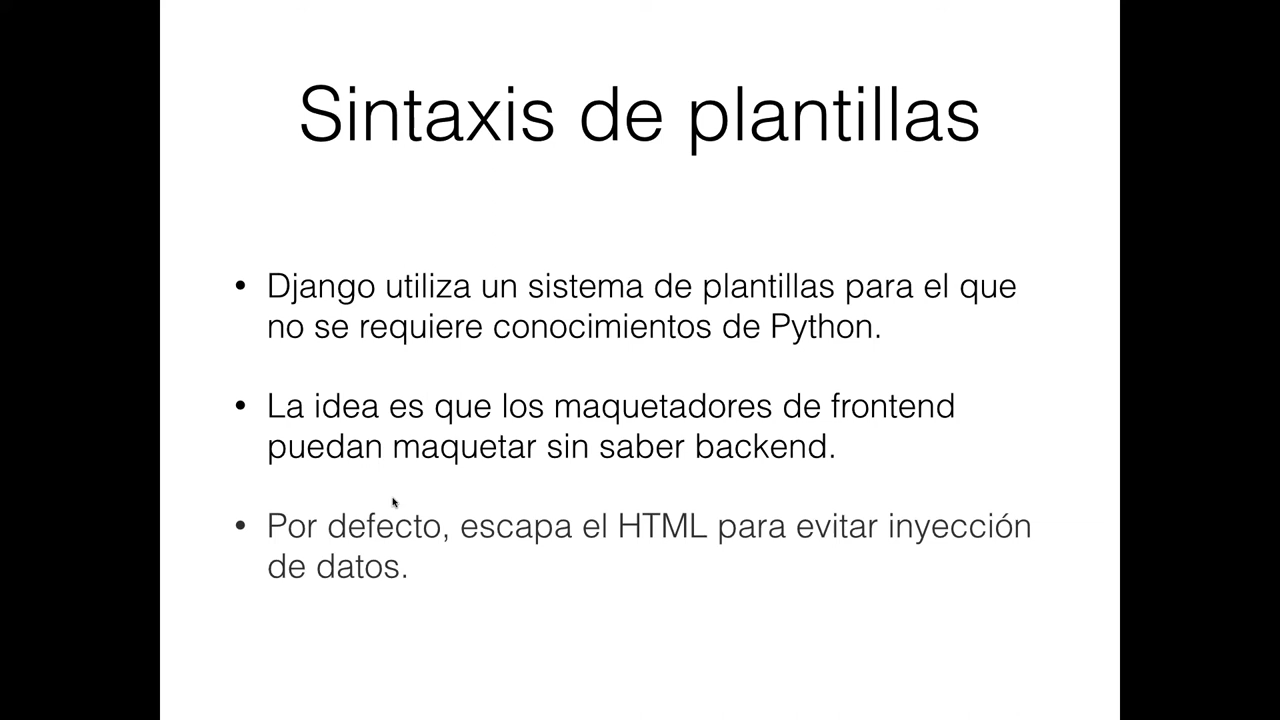 Sintaxis de plantillas
• Django utiliza un sistema de plantillas para el que
no se requiere conocimientos de Python.
• La idea es que los maquetadores de frontend
puedan maquetar sin saber backend.
• Por defecto, escapa el HTML para evitar inyección
de datos.